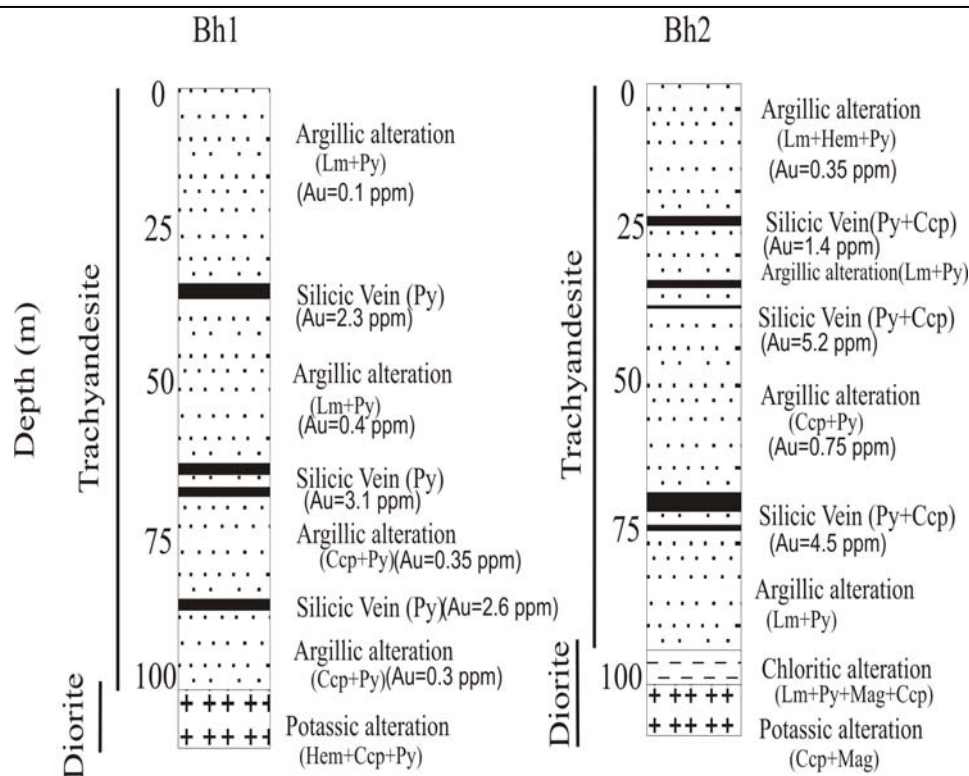 Bh1
Bh2
Depth (m)
Trachyandesite
Diorite
0
25
50
75
100
Argillic alteration
(Lm+Py)
(Au=0.1 ppm)
Silicic Vein (Py)
(Au=2.3 ppm)
Argillic alteration
(Lm+Py)
(Au=0.4 ppm)
Silicic Vein (Py)
(Au=3.1 ppm)
Argillic alteration
(Ccp+Py)(Au=0.35 ppm)
Silicic Vein (Py)(Au=2.6 ppm)
Argillic alteration
(Ccp+Py)(Au=0.3 ppm)
Potassic alteration
(Hem+Ccp+Py)
Trachyandesite
Diorite
0
25
50
75
100
Argillic alteration
(Lm+Hem+Py)
(Au=0.35 ppm)
Silicic Vein(Py+Ccp)
(Au=1.4 ppm)
Argillic alteration(Lm+Py)
Silicic Vein (Py+Ccp)
(Au=5.2 ppm)
Argillic alteration
(Ccp+Py)
(Au=0.75 ppm)
Silicic Vein (Py+Ccp)
(Au=4.5 ppm)
Argillic alteration
(Lm+Py)
Chloritic alteration
(Lm+Py+Mag+Ccp)
Potassic alteration
(Ccp+Mag)